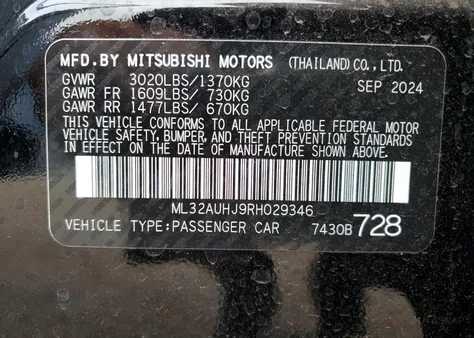 MFD.BY MITSUBISHI MOTORS (THAILAND) CO., LTD.
GVWR 3020LBS/1370KG SEP 2024
GAWR FR 1609LBS/ 730KG
GAWR RR 1477LBS/ 670KG
THIS VEHICLE CONFORMS TO ALL APPLICABLE FEDERAL MOTOR
VEHICLE SAFETY, BUMPER, AND THEFT PREVENTION STANDARDS
IN EFFECT ON THE DATE OF MANUFACTURE SHOWN ABOVE.
ML32AUHJ9RH029346
VEHICLE TYPE:PASSENGER CAR 7430B 728